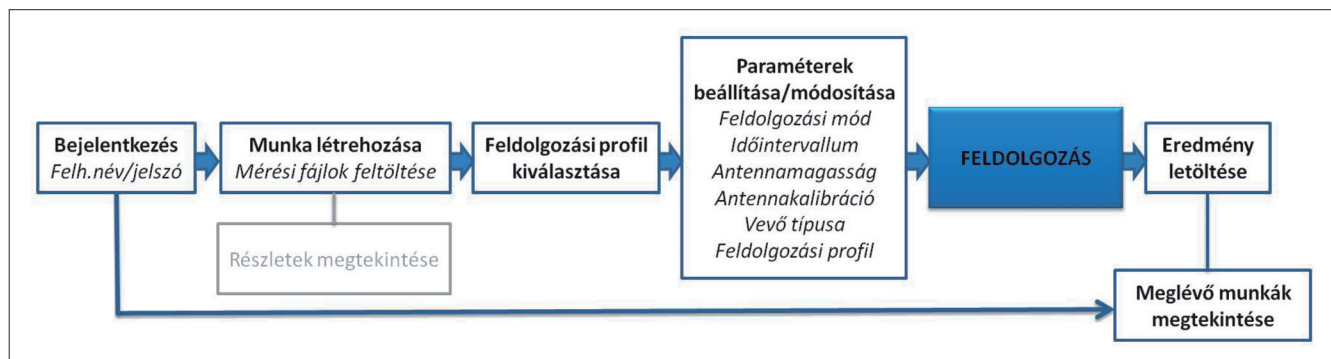 Bejelentkezés
Felh.név/jelszó
Munka létrehozása
Mérési fájlok feltöltése
Részletek megtekintése
Feldolgozási profil
kiválasztása
Paraméterek
beállítása/módosítása
Feldolgozási mód
Időintervallum
Antennamagasság
Antennakalibráció
Vevő típusa
Feldolgozási profil
FELDOLGOZÁS
Eredmény
letöltése
Meglévő munkák
megtekintése